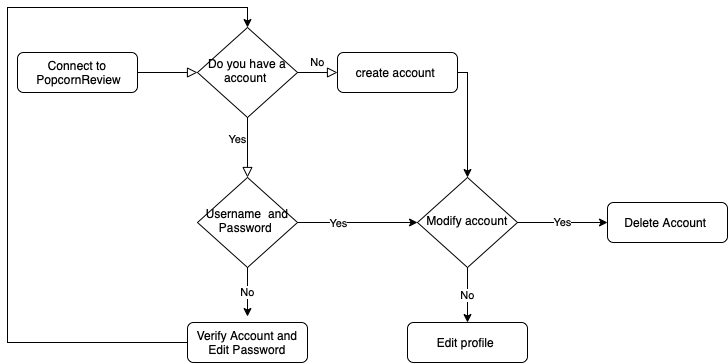 Connect to
PopcornReview
Do you have a
account
No
create account
Yes
Username  and
Password
Yes
Modify account
Yes
Delete Account
No
No
Verify Account and
Edit Password
Edit profile